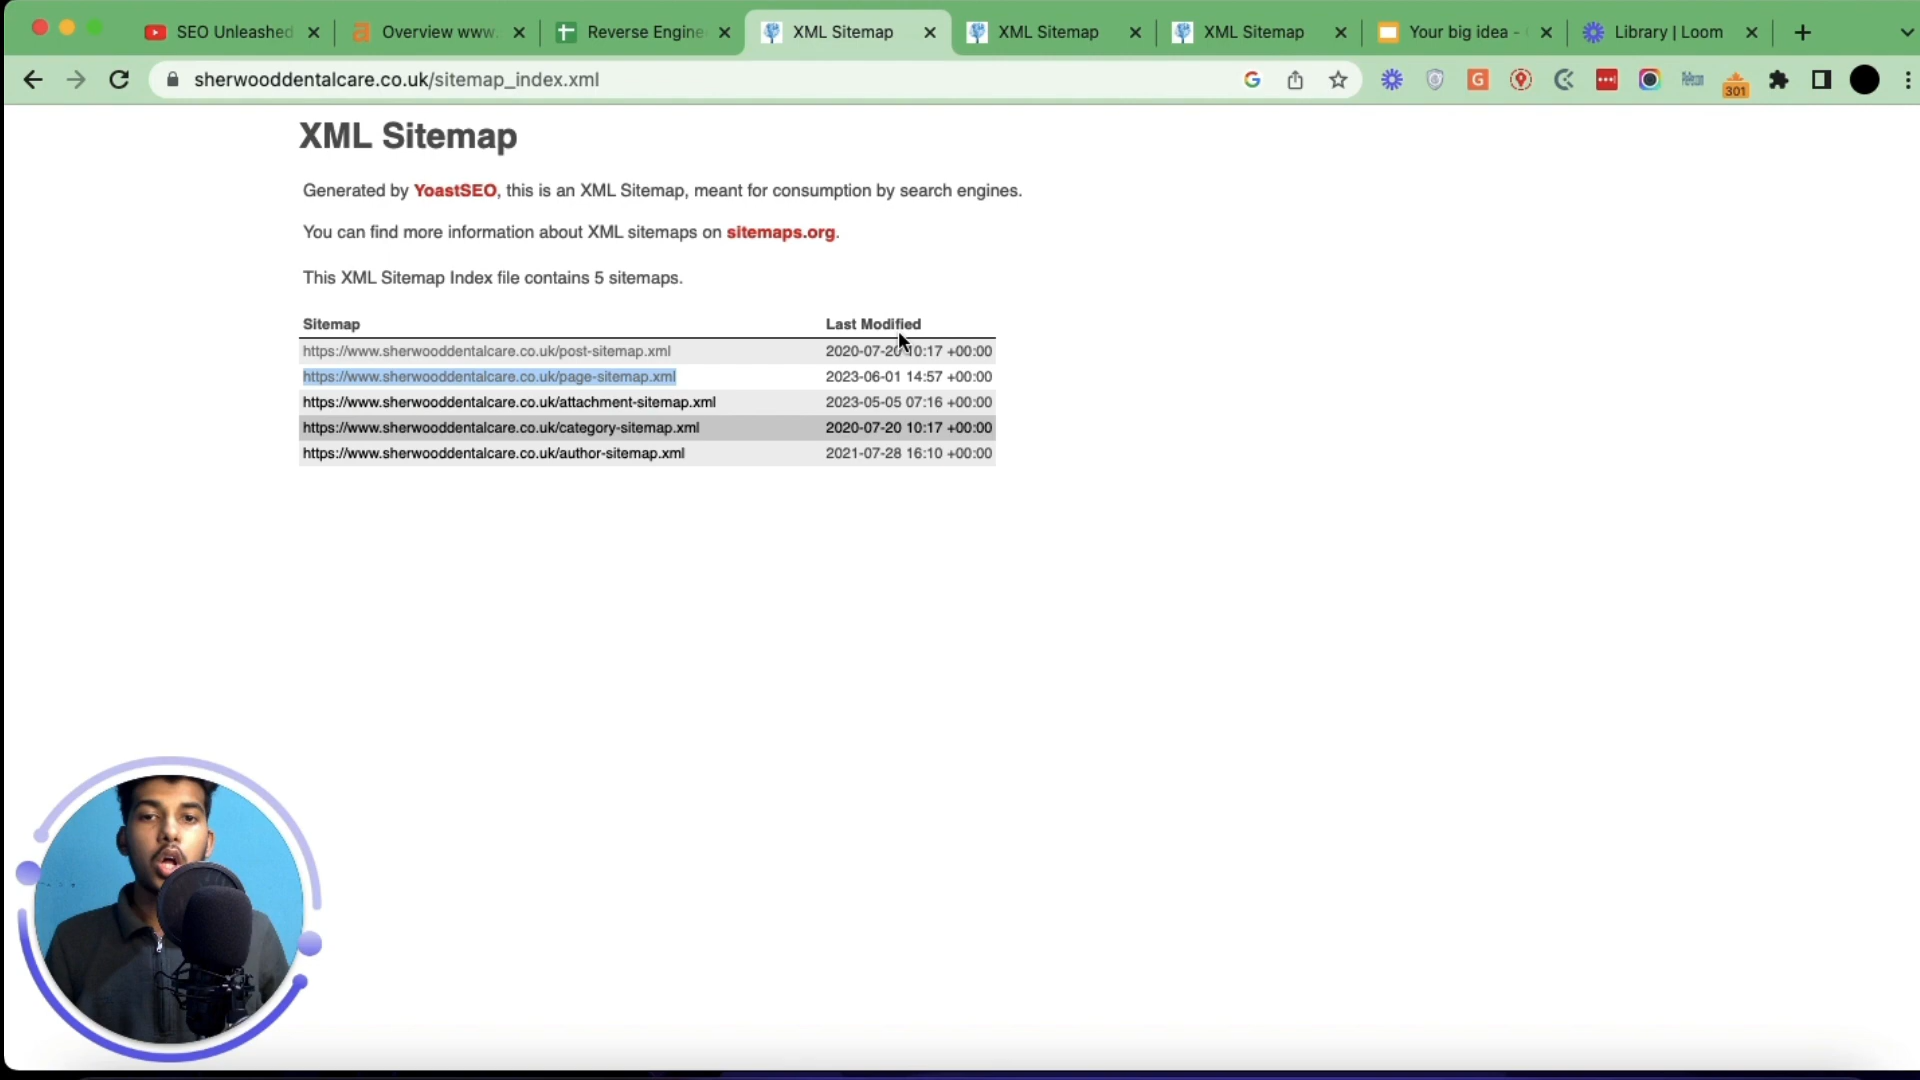 SEO Unleashed
Overview www.
Reverse Engine
XML Sitemap
XML Sitemap
XML Sitemap
Your big idea -
Library | Loom
sherwooddentalcare.co.uk/sitemap_index.xml
301
XML Sitemap
Generated by YoastSEO, this is an XML Sitemap, meant for consumption by search engines.
You can find more information about XML sitemaps on sitemaps.org.
This XML Sitemap Index file contains 5 sitemaps.
Sitemap Last Modified
https://www.sherwooddentalcare.co.uk/post-sitemap.xml 2020-07-20 10:17 +00:00
https://www.sherwooddentalcare.co.uk/page-sitemap.xml 2023-06-01 14:57 +00:00
https://www.sherwooddentalcare.co.uk/attachment-sitemap.xml 2023-05-05 07:16 +00:00
https://www.sherwooddentalcare.co.uk/category-sitemap.xml 2020-07-20 10:17 +00:00
https://www.sherwooddentalcare.co.uk/author-sitemap.xml 2021-07-28 16:10 +00:00